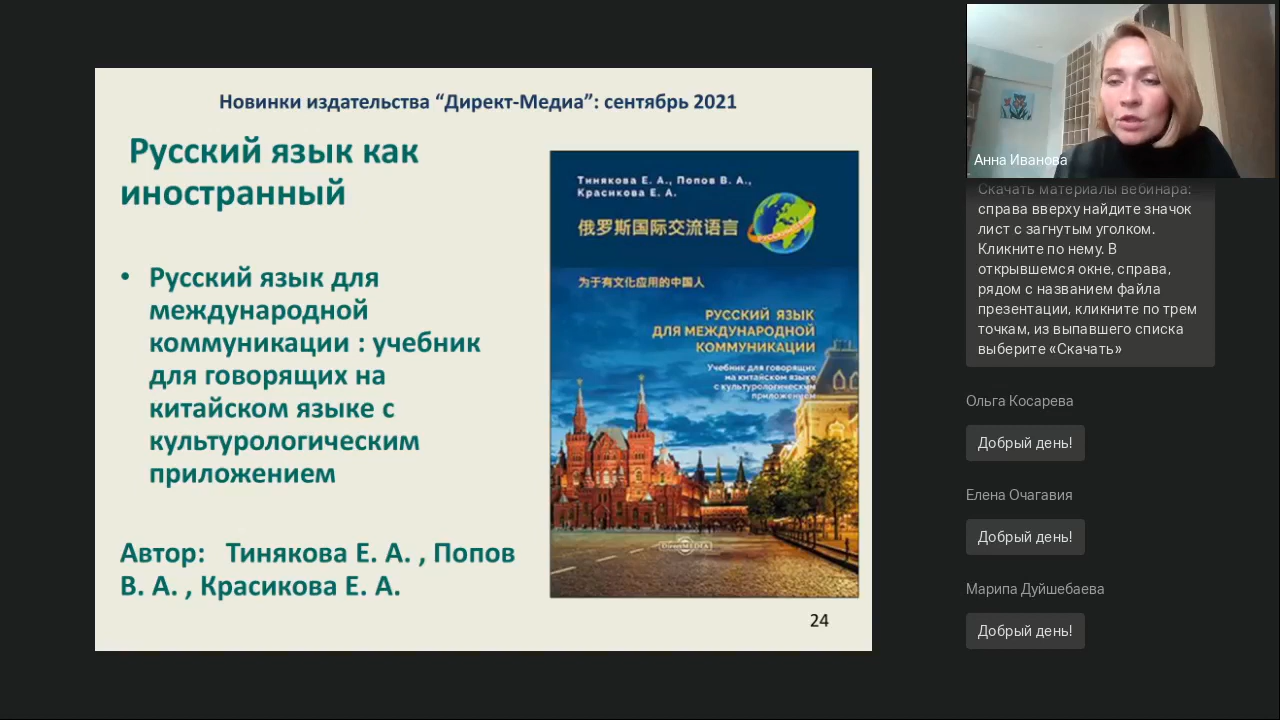 Новинки издательства “Директ-Медиа”: сентябрь 2021
Русский язык как
иностранный
• Русский язык для
международной
коммуникации : учебник
для говорящих на
китайском языке с
культурологическим
приложением
Автор: Тинякова Е. А. , Попов
В. А. , Красикова Е. А.
Тинякова Е. А., Попов В. А.,
Красикова Е. А.
俄罗斯国际交流语言
为于有文化应用的中国人
РУССКИЙ ЯЗЫК
ДЛЯ МЕЖДУНАРОДНОЙ
КОММУНИКАЦИИ
Учебник для говорящих
на китайском языке
с культурологическим
приложением
DirectMEDIA
24
Анна Иванова
Скачать материалы вебинара:
справа вверху найдите значок
лист с загнутым уголком.
Кликните по нему. В
открывшемся окне, справа,
рядом с названием файла
презентации, кликните по трем
точкам, из выпавшего списка
выберите «Скачать»
Ольга Косарева
Добрый день!
Елена Очагавия
Добрый день!
Марипа Дуйшебаева
Добрый день!